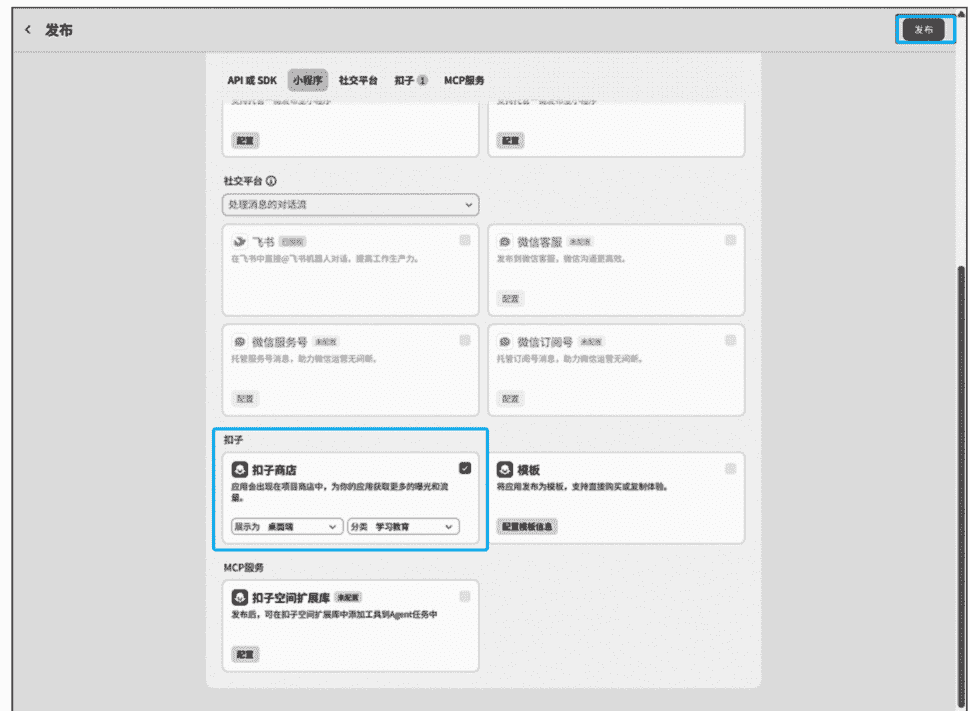 发布
发布
API 或 SDK 小程序 社交平台 扣子 1 MCP服务
配置
配置
社交平台
处理消息的对话流
飞书
在飞书中直接@飞书机器人对话，提高工作生产力。
微信客服 未配置
发布到微信客服，微信沟通更高效。
配置
微信服务号 未配置
托管服务号消息，助力微信运营无间断。
配置
微信订阅号 未配置
托管订阅号消息，助力微信运营无间断。
配置
扣子
扣子商店
应用会出现在项目商店中，为你的应用获取更多的曝光和流
量。
展示为 桌面端 分类 学习教育
模板
将应用发布为模板，支持直接购买或复制体验。
配置模板信息
MCP服务
扣子空间扩展库 未配置
发布后，可在扣子空间扩展库中添加工具到Agent任务中
配置